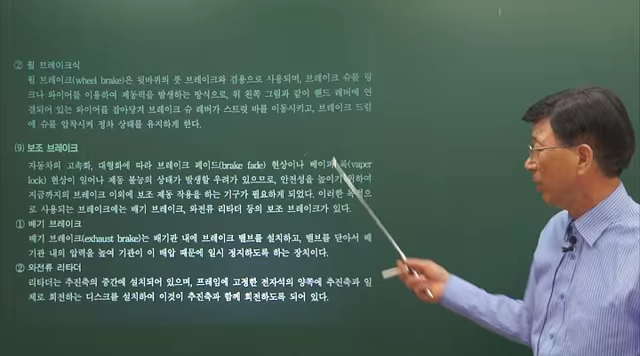 ② 휠 브레이크식
휠 브레이크(wheel brake)은 뒷바퀴의 풋 브레이크와 겸용으로 사용되며, 브레이크 슈를 링
크나 와이어를 이용하여 제동력을 발생하는 방식으로, 위 왼쪽 그림과 같이 핸드 레버에 연
결되어 있는 와이어를 잡아당겨 브레이크 슈 레버가 스트럿 바를 이동시키고, 브레이크 드럼
에 슈를 압착시켜 정차 상태를 유지하게 한다.
(9) 보조 브레이크
자동차의 고속화, 대형화에 따라 브레이크 페이드(brake fade) 현상이나 베이퍼 록(vaper
lock) 현상이 일어나 제동 불능의 상태가 발생할 우려가 있으므로, 안전성을 높이기 위하여
지금까지의 브레이크 이외에 보조 제동 작용을 하는 기구가 필요하게 되었다. 이러한
로 사용되는 브레이크에는 배기 브레이크, 와전류 리타더 등의 보조 브레이크가 있다.
① 배기 브레이크
배기 브레이크(exhaust brake)는 배기관 내에 브레이크 밸브를 설치하고, 밸브를 닫아서 배
기관 내의 압력을 높여 기관이 이 배압 때문에 일시 정지하도록 하는 장치이다.
② 와전류 리타더
리타더는 추진축의 중간에 설치되어 있으며, 프레임에 고정한 전자석의 양쪽에 추진축과 일
체로 회전하는 디스크를 설치하여 이것이 추진축과 함께 회전하도록 되어 있다.